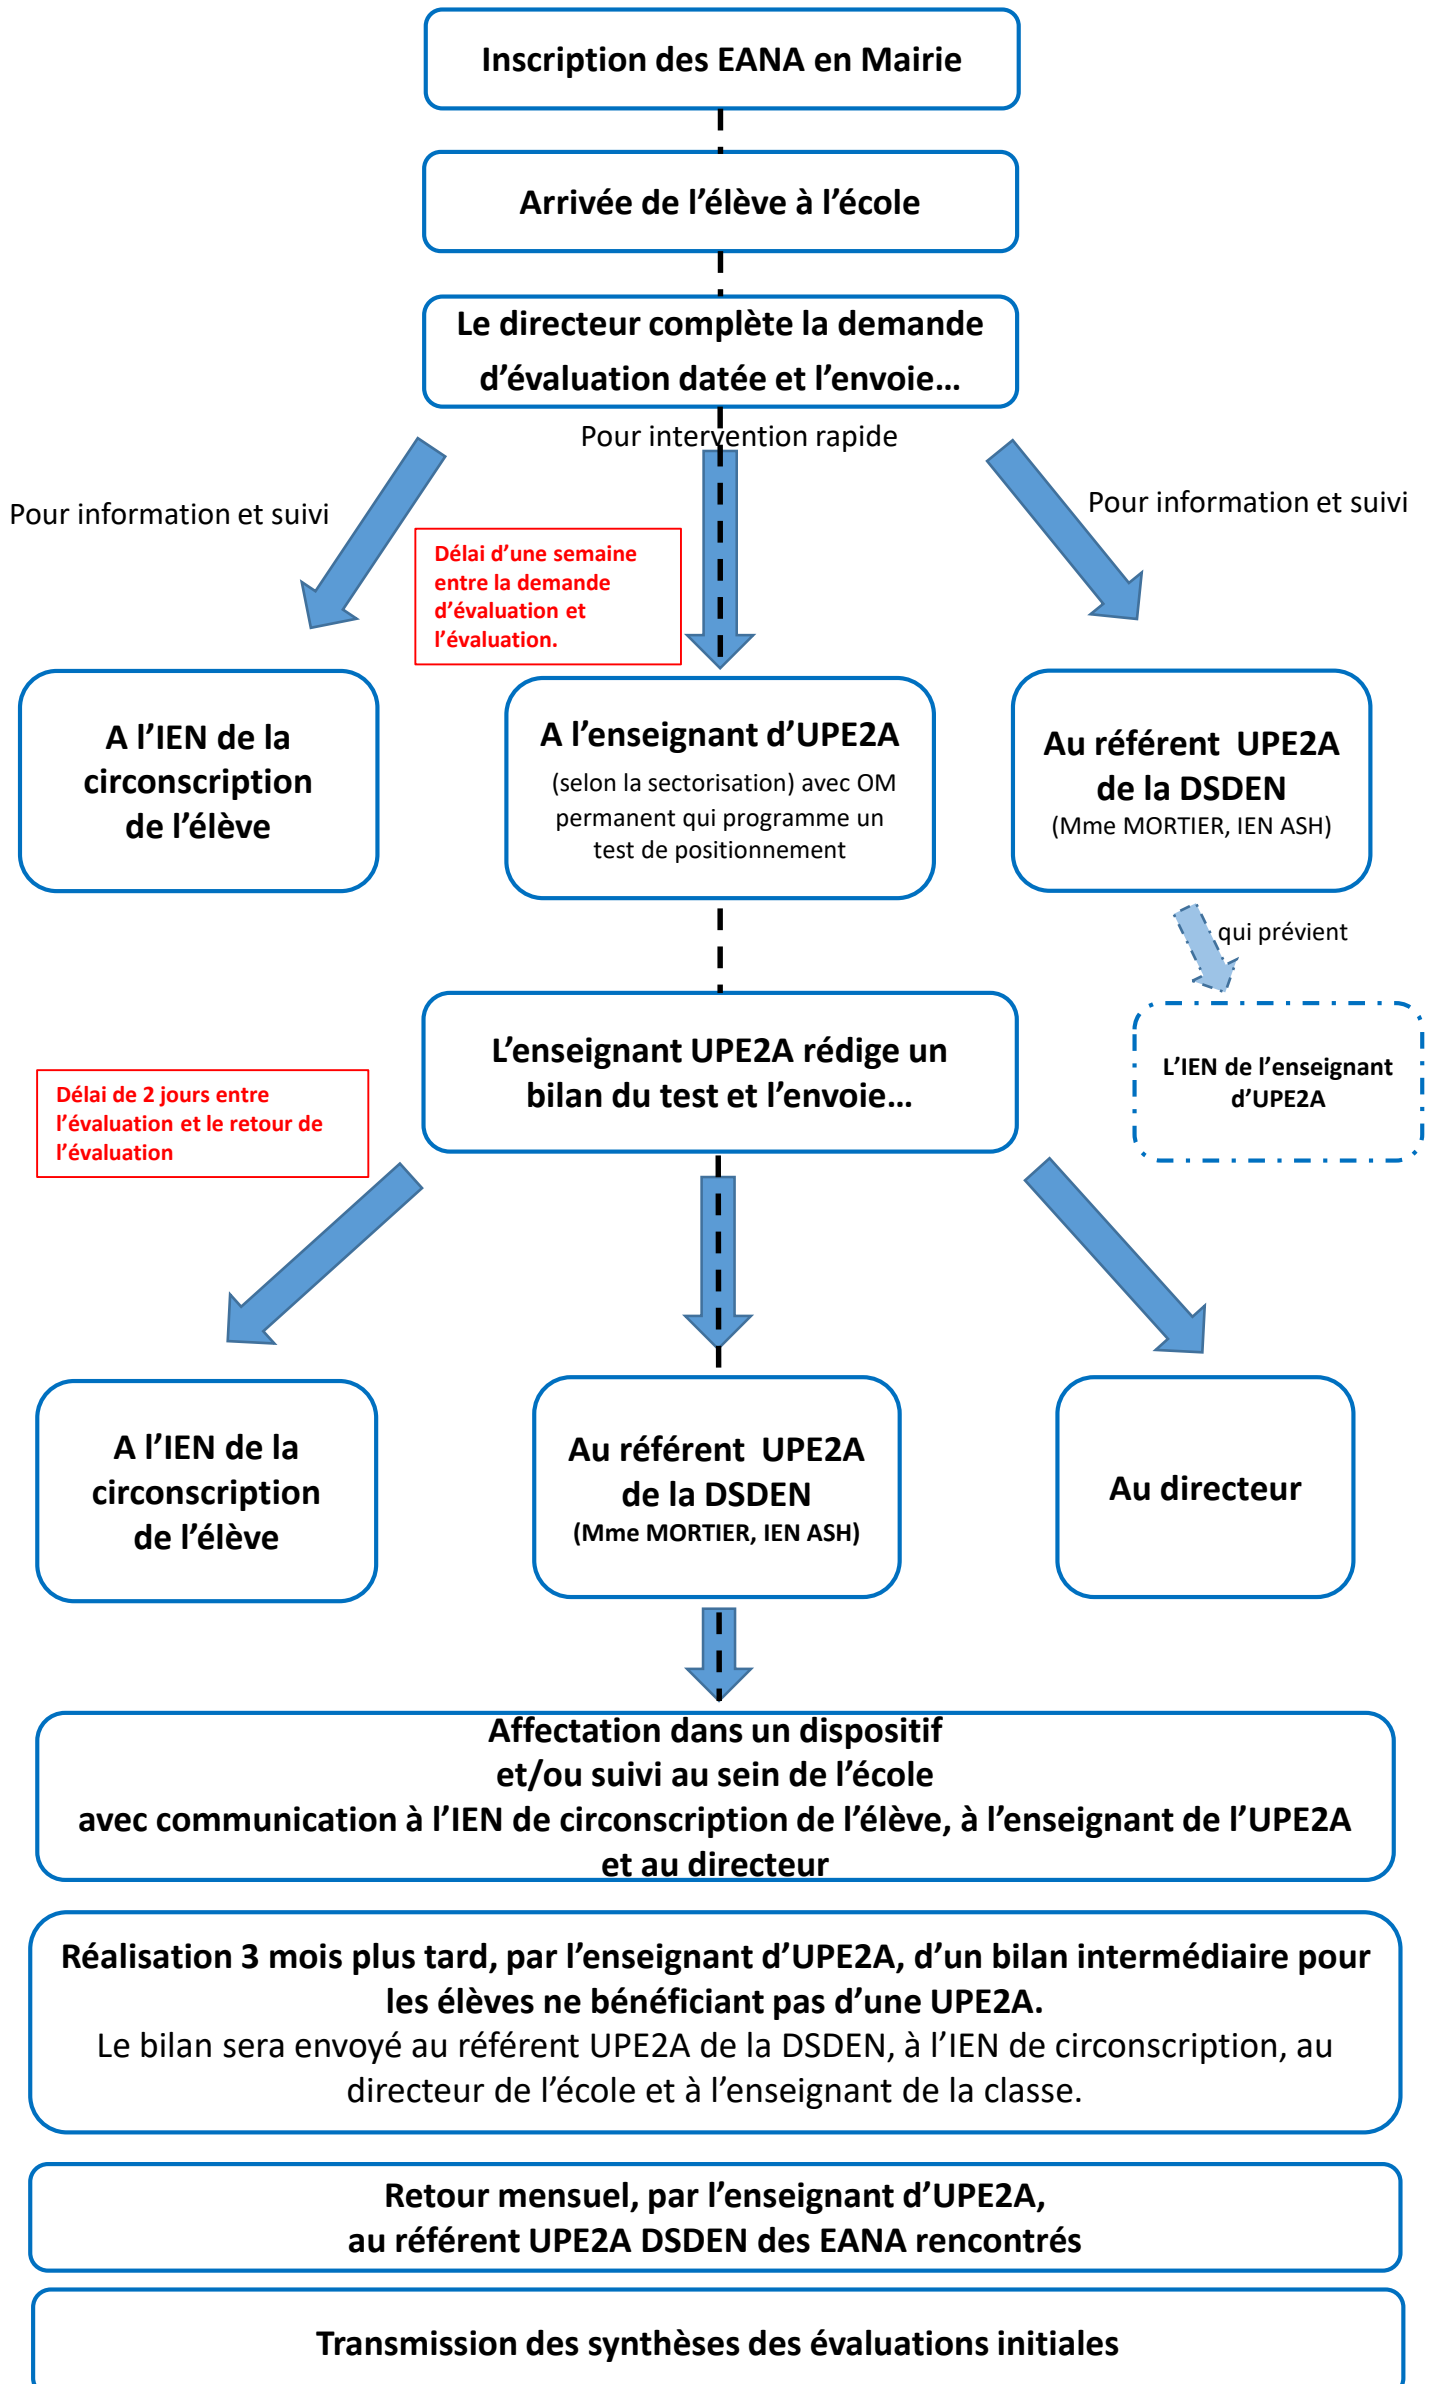 Inscription des EANA en Mairie
Arrivée de l’élève à l’école
Le directeur complète la demande
d’évaluation datée et l’envoie…
Pour intervention rapide
Pour information et suivi
Pour information et suivi
Délai d’une semaine
entre la demande
d’évaluation et
l’évaluation.
A l’IEN de la
circonscription
de l’élève
A l’enseignant d’UPE2A
(selon la sectorisation) avec OM
permanent qui programme un
test de positionnement
Au référent  UPE2A
de la DSDEN
(Mme MORTIER, IEN ASH)
qui prévient
L’IEN de l’enseignant
d’UPE2A
L’enseignant UPE2A rédige un
bilan du test et l’envoie…
Délai de 2 jours entre
l’évaluation et le retour de
l’évaluation
A l’IEN de la
circonscription
de l’élève
Au référent  UPE2A
de la DSDEN
(Mme MORTIER, IEN ASH)
Au directeur
Affectation dans un dispositif
et/ou suivi au sein de l’école
avec communication à l’IEN de circonscription de l’élève, à l’enseignant de l’UPE2A
et au directeur
Réalisation 3 mois plus tard, par l’enseignant d’UPE2A, d’un bilan intermédiaire pour
les élèves ne bénéficiant pas d’une UPE2A.
Le bilan sera envoyé au référent UPE2A de la DSDEN, à l’IEN de circonscription, au
directeur de l’école et à l’enseignant de la classe.
Retour mensuel, par l’enseignant d’UPE2A,
au référent UPE2A DSDEN des EANA rencontrés
Transmission des synthèses des évaluations initiales